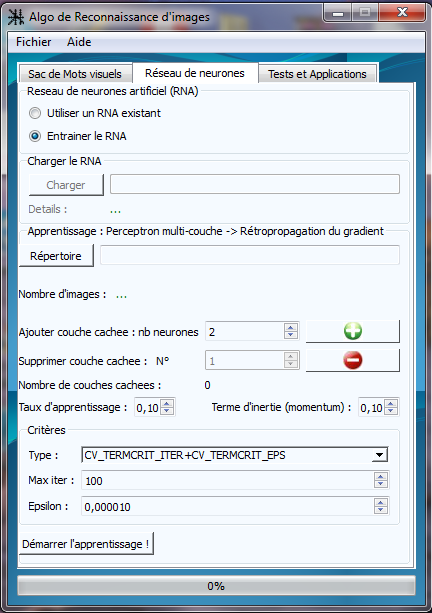 Algo de Reconnaissance d'images
Fichier Aide
Sac de Mots visuels Réseau de neurones Tests et Applications
Reseau de neurones artificiel (RNA)
Utiliser un RNA existant
Entrainer le RNA
Charger le RNA
Charger
Details : ...
Apprentissage : Perceptron multi-couche -> Rétropropagation du gradient
Répertoire
Nombre d'images : ...
Ajouter couche cachee : nb neurones 2
Supprimer couche cachee : N° 1
Nombre de couches cachees : 0
Taux d'apprentissage : 0,10 Terme d'inertie (momentum) : 0,10
Critères
Type : CV_TERMCRIT_ITER+CV_TERMCRIT_EPS
Max iter : 100
Epsilon : 0,000010
Démarrer l'apprentissage !
0%